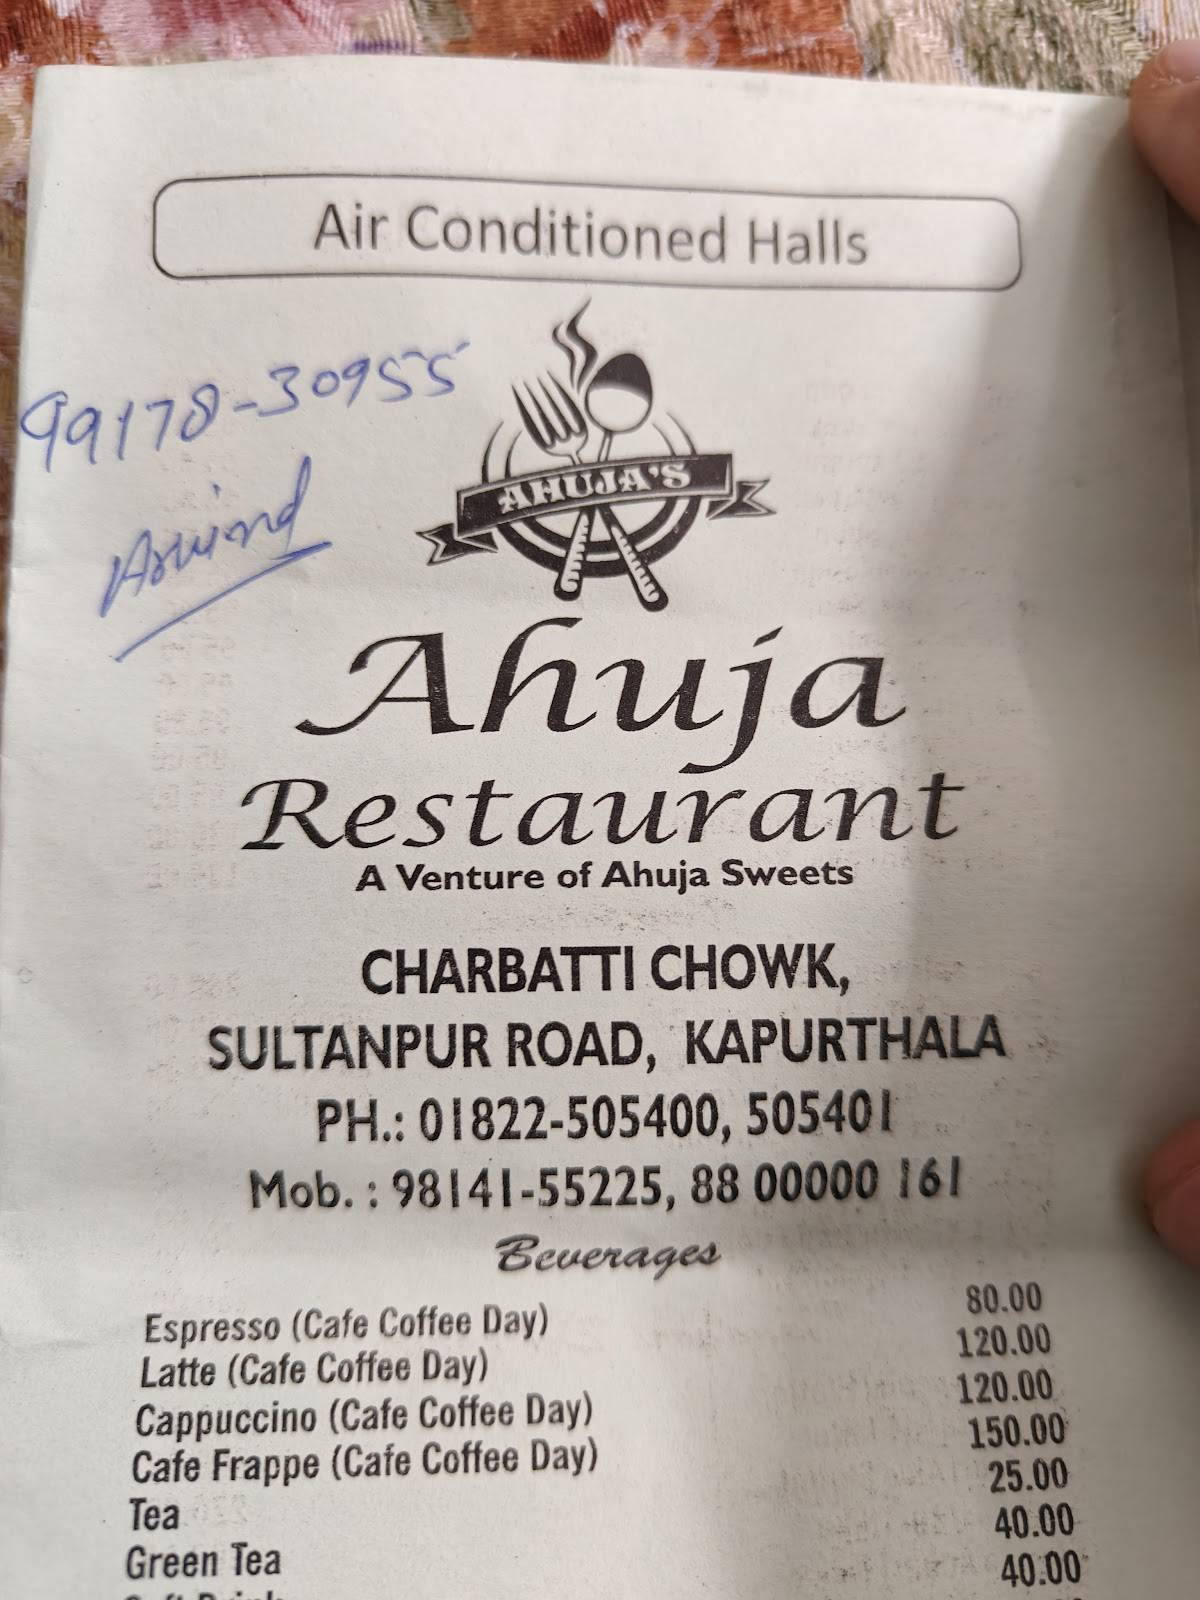 Air Conditioned Halls
99178-30955
Arvind
AHUJA'S
Ahuja
Restaurant
A Venture of Ahuja Sweets
CHARBATTI CHOWK,
SULTANPUR ROAD, KAPURTHALA
PH.: 01822-505400, 505401
Mob. : 98141-55225, 88 00000 161
Beverages
Espresso (Cafe Coffee Day) 80.00
Latte (Cafe Coffee Day) 120.00
Cappuccino (Cafe Coffee Day) 120.00
Cafe Frappe (Cafe Coffee Day) 150.00
Tea 25.00
Green Tea 40.00
40.00